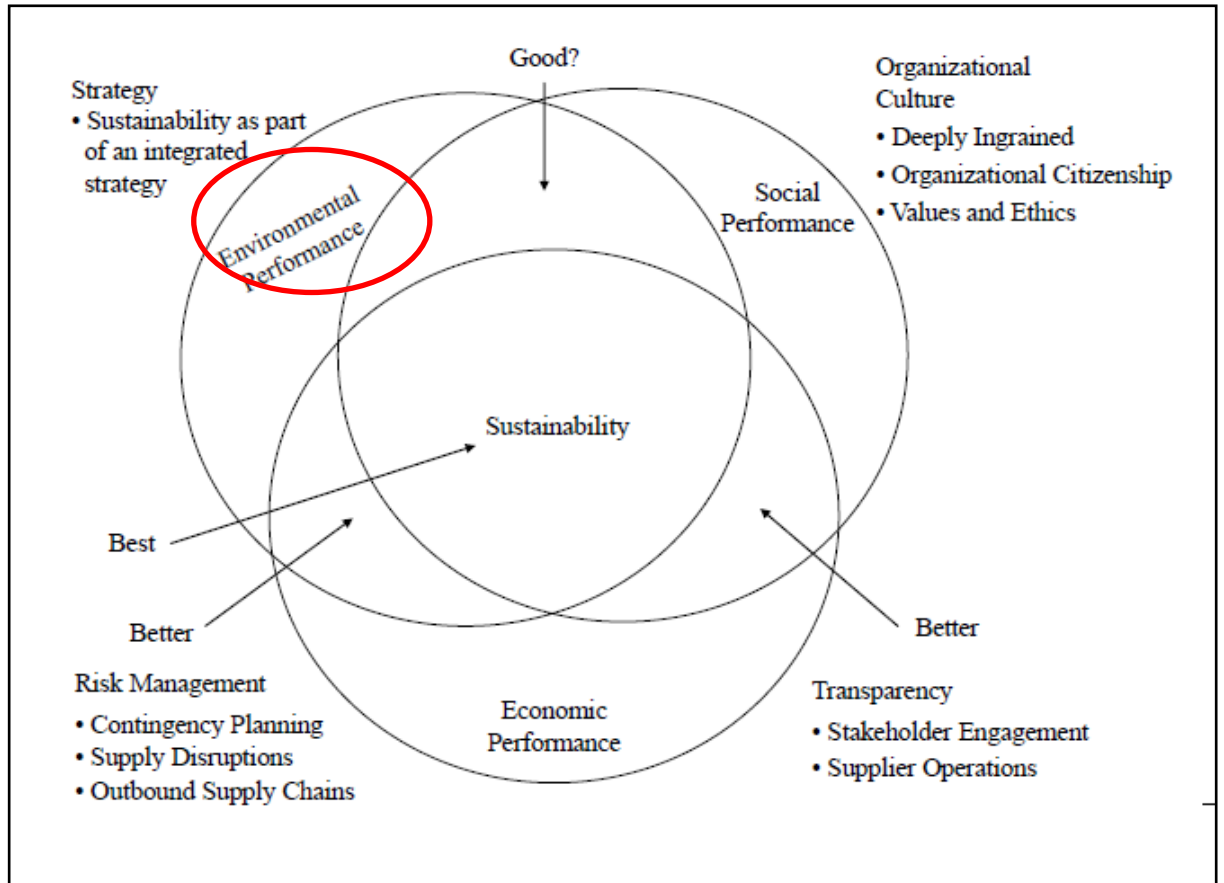 Good?
Strategy
• Sustainability as part
of an integrated
strategy
Organizational
Culture
• Deeply Ingrained
• Organizational Citizenship
• Values and Ethics
Environmental
Performance
Social
Performance
Sustainability
Best
Better
Better
Risk Management
• Contingency Planning
• Supply Disruptions
• Outbound Supply Chains
Economic
Performance
Transparency
• Stakeholder Engagement
• Supplier Operations